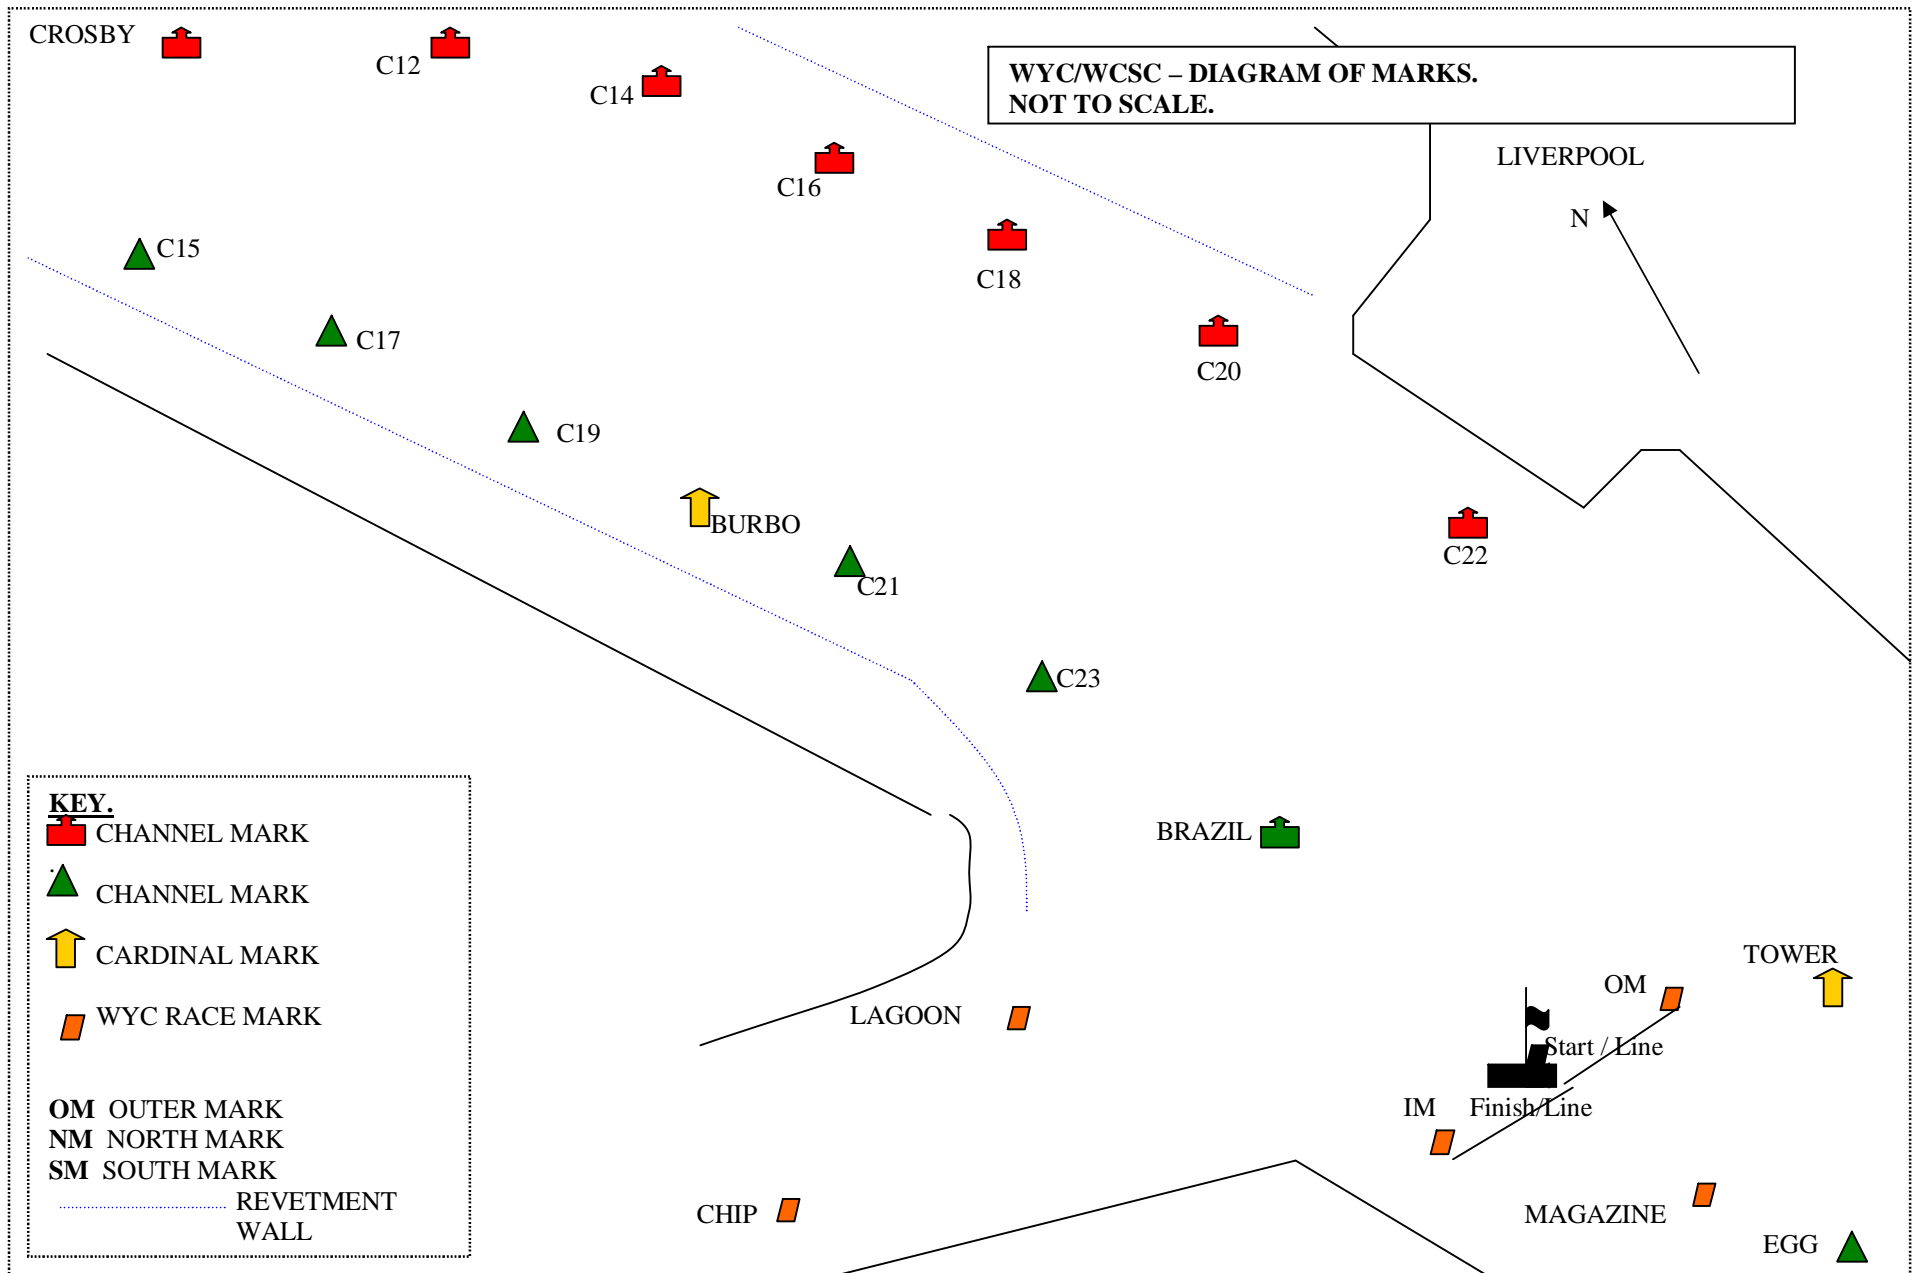 CROSBY
C12
C14
WYC/WCSC – DIAGRAM OF MARKS.
NOT TO SCALE.
LIVERPOOL
C16
N
C15
C18
C17
C20
C19
BURBO
C22
C21
C23
KEY.
CHANNEL MARK
CHANNEL MARK
CARDINAL MARK
WYC RACE MARK
OM OUTER MARK
NM NORTH MARK
SM SOUTH MARK
REVETMENT
WALL
BRAZIL
TOWER
OM
LAGOON
Start / Line
IM
Finish/Line
CHIP
MAGAZINE
EGG